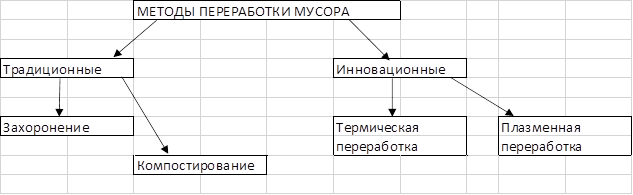 МЕТОДЫ ПЕРЕРАБОТКИ МУСОРА
Традиционные
Инновационные
Захоронение
Термическая
переработка
Плазменная
переработка
Компостирование